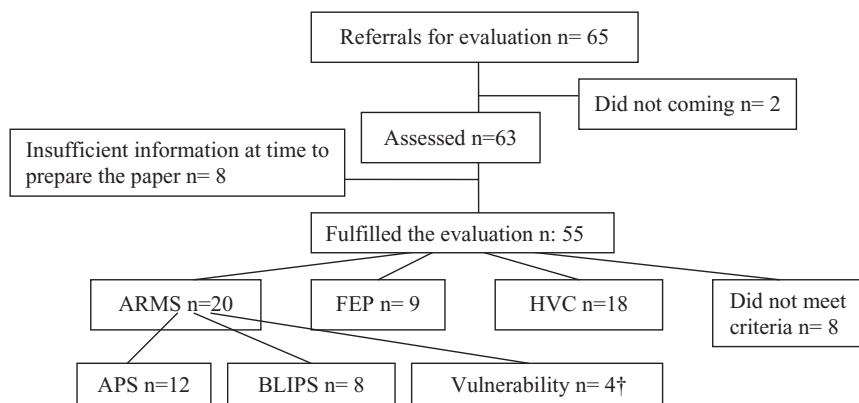 Referrals for evaluation n= 65
Did not coming n= 2
Assessed n=63
Insufficient information at time to
prepare the paper n= 8
Fulfilled the evaluation n: 55
ARMS n=20
FEP n= 9
HVC n=18
Did not meet
criteria n= 8
APS n=12
BLIPS n= 8
Vulnerability n= 4†